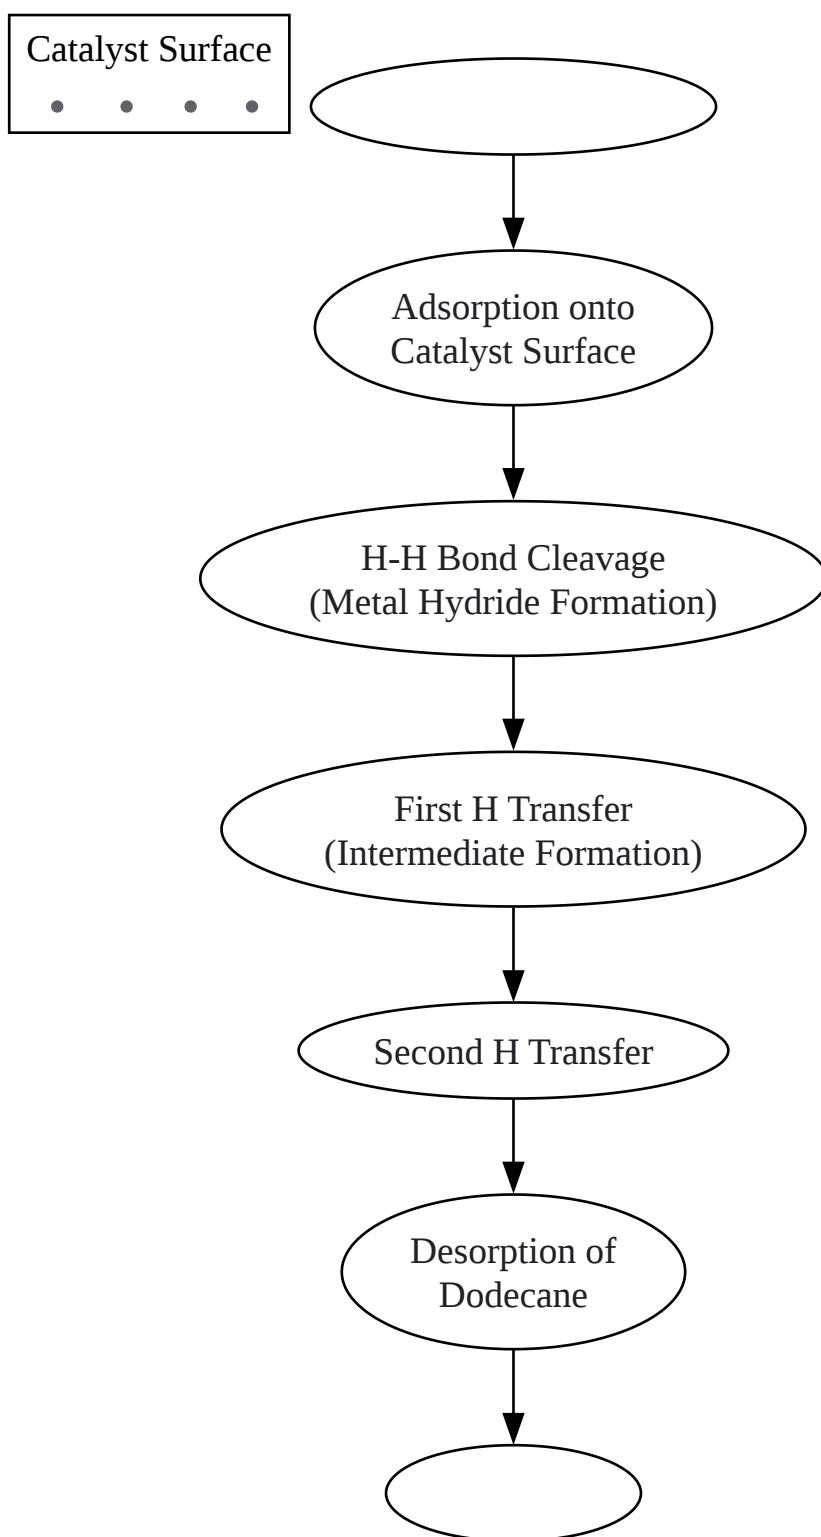 Catalyst Surface
Adsorption onto
Catalyst Surface
H-H Bond Cleavage
(Metal Hydride Formation)
First H Transfer
(Intermediate Formation)
Second H Transfer
Desorption of
Dodecane